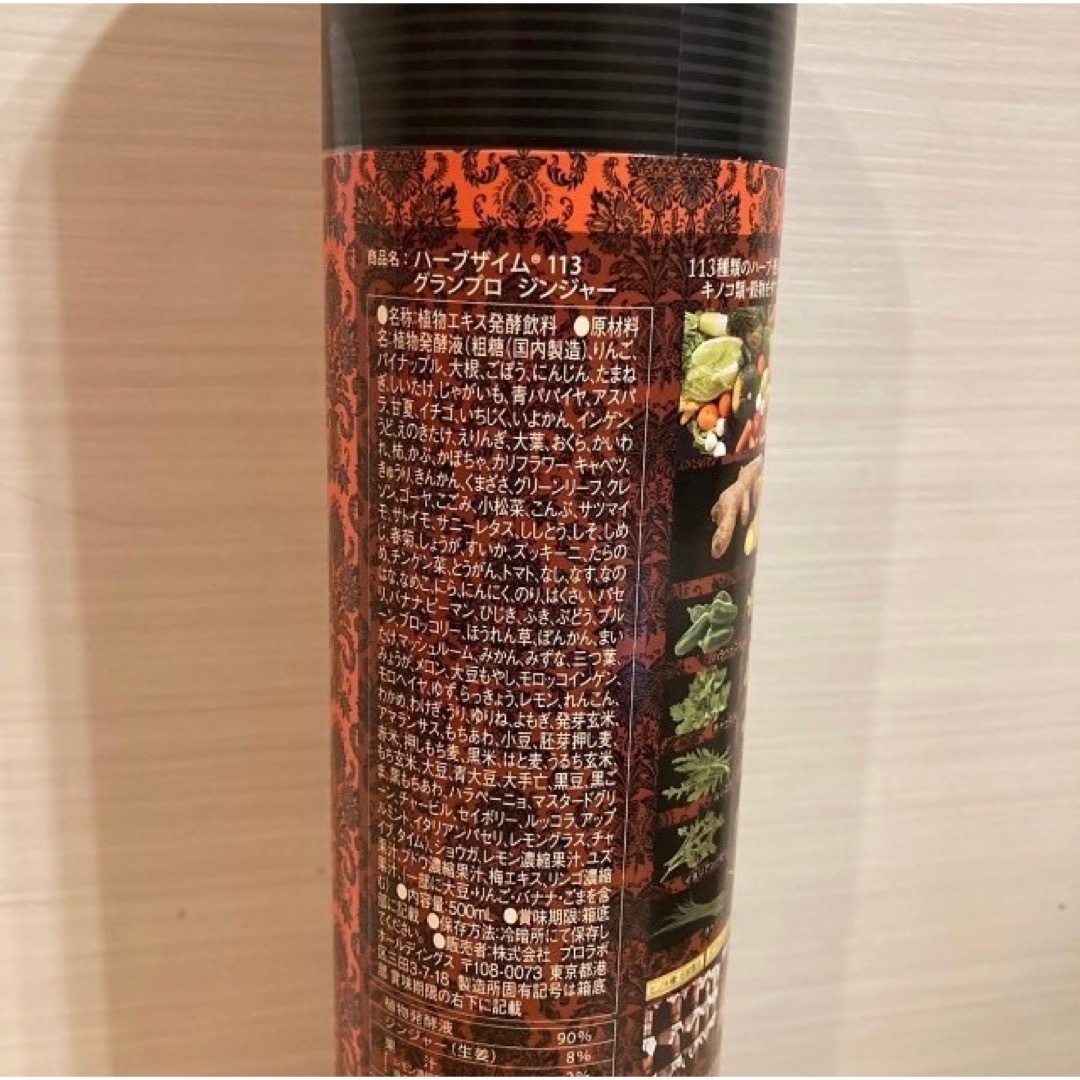 商品名：ハーブザイム® 113
グランプロ ジンジャー
●名称:植物エキス発酵飲料 ●原材料
名:植物発酵液(粗糖(国内製造)、りんご、
パイナップル、大根、ごぼう、にんじん、たまね
ぎ、しいたけ、じゃがいも、青パパイヤ、アスパ
ラ、甘夏、イチゴ、いちじく、いよかん、インゲン、
うど、えのきたけ、えりんぎ、大葉、おくら、かいわ
れ、柿、かぶ、かぼちゃ、カリフラワー、キャベツ、
きゅうり、きんかん、くまざさ、グリーンリーフ、クレ
ソン、ゴーヤ、こごみ、小松菜、こんぶ、サツマイ
モ、サトイモ、サニーレタス、ししとう、しそ、しめ
じ、春菊、しょうが、すいか、ズッキーニ、たらの
め、チンゲン菜、とうがん、トマト、なし、なす、なの
はな、なめこ、にら、にんにく、のり、はくさい、パセ
リ、バナナ、ピーマン、ひじき、ふき、ぶどう、プル
ーン、ブロッコリー、ほうれん草、ぽんかん、まい
たけ、マッシュルーム、みかん、みずな、三つ葉、
みょうが、メロン、大豆もやし、モロッコインゲン、
モロヘイヤ、ゆず、らっきょう、レモン、れんこん、
わかめ、わけぎ、うり、ゆりね、よもぎ、発芽玄米、
アマランサス、もちあわ、小豆、胚芽押し麦、
赤米、押しもち麦、黒米、はと麦、うるち玄米、
もち玄米、大豆、青大豆、大手亡、黒豆、黒ご
ま、黄もちあわ、ハラペーニョ、マスタードグリ
ーン、チャービル、セイボリー、ルッコラ、アップ
ルミント、イタリアンパセリ、レモングラス、チャ
イブ、タイム)、ショウガ、レモン濃縮果汁、ユズ
果汁、ブドウ濃縮果汁、梅エキス、リンゴ濃縮
果汁、(一部に大豆・りんご・バナナ・ごまを含
む) ●内容量:500mL ●賞味期限:箱底
部に記載 ●保存方法:冷暗所にて保存し
てください ●販売者:株式会社 プロラボ
ホールディングス 〒108-0073 東京都港
区三田3-7-18 製造所固有記号は箱底
部賞味期限の右下に記載
植物発酵液 90%
ジンジャー(生姜) 8%
果 汁
113種類のハーブ・
キノコ類・穀物